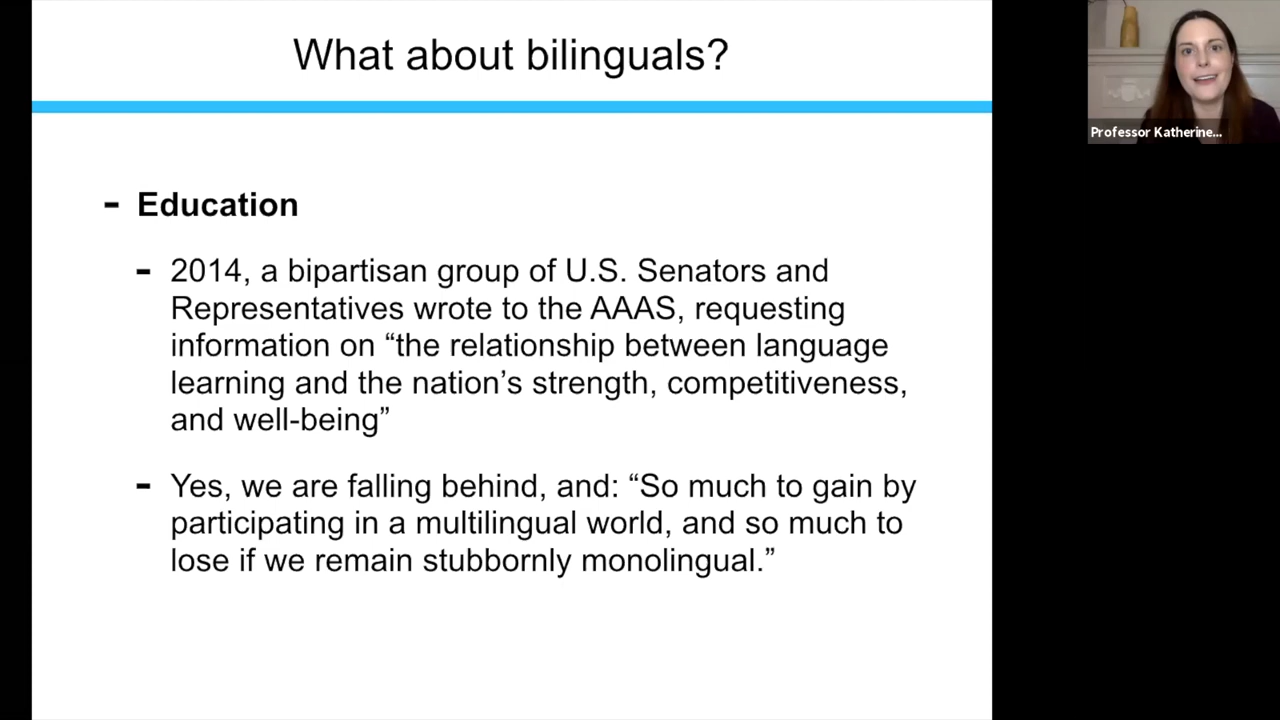 What about bilinguals?
- Education
- 2014, a bipartisan group of U.S. Senators and
Representatives wrote to the AAAS, requesting
information on “the relationship between language
learning and the nation’s strength, competitiveness,
and well-being”
- Yes, we are falling behind, and: “So much to gain by
participating in a multilingual world, and so much to
lose if we remain stubbornly monolingual.”
Professor Katherine...